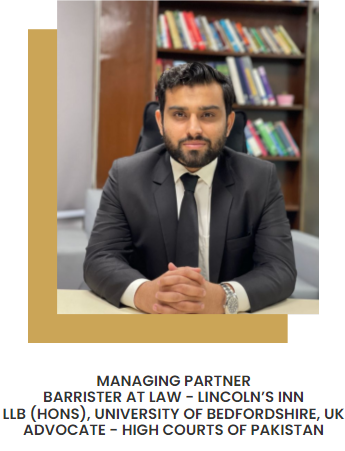 MANAGING PARTNER
BARRISTER AT LAW - LINCOLN'S INN
LLB (HONS), UNIVERSITY OF BEDFORDSHIRE, UK
ADVOCATE - HIGH COURTS OF PAKISTAN